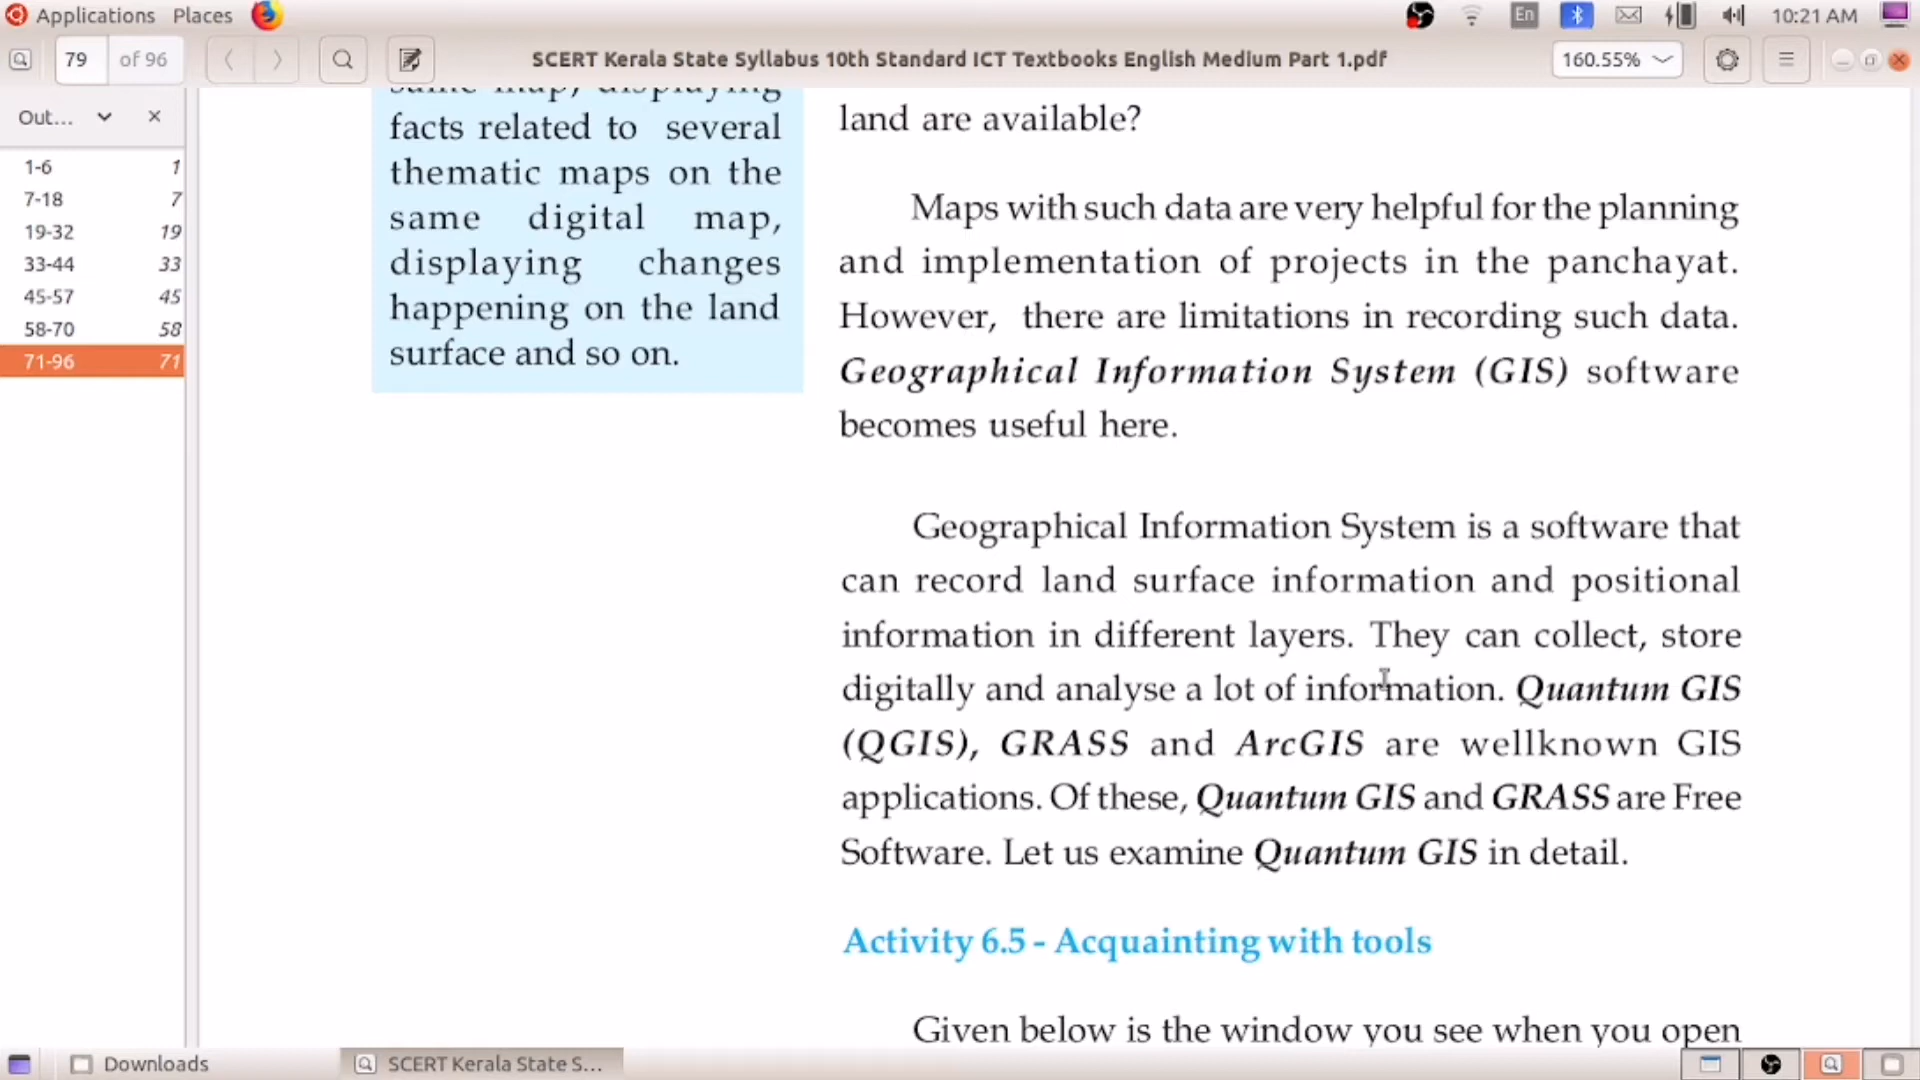 Applications Places En 10:21 AM
79 of 96 SCERT Kerala State Syllabus 10th Standard ICT Textbooks English Medium Part 1.pdf 160.55%
Out...
1-6 1
7-18 7
19-32 19
33-44 33
45-57 45
58-70 58
71-96 71
same map, displaying
facts related to several
thematic maps on the
same digital map,
displaying changes
happening on the land
surface and so on.
land are available?
Maps with such data are very helpful for the planning
and implementation of projects in the panchayat.
However, there are limitations in recording such data.
Geographical Information System (GIS) software
becomes useful here.
Geographical Information System is a software that
can record land surface information and positional
information in different layers. They can collect, store
digitally and analyse a lot of information. Quantum GIS
(QGIS), GRASS and ArcGIS are wellknown GIS
applications. Of these, Quantum GIS and GRASS are Free
Software. Let us examine Quantum GIS in detail.
Activity 6.5 - Acquainting with tools
Given below is the window you see when you open
Downloads SCERT Kerala State S...